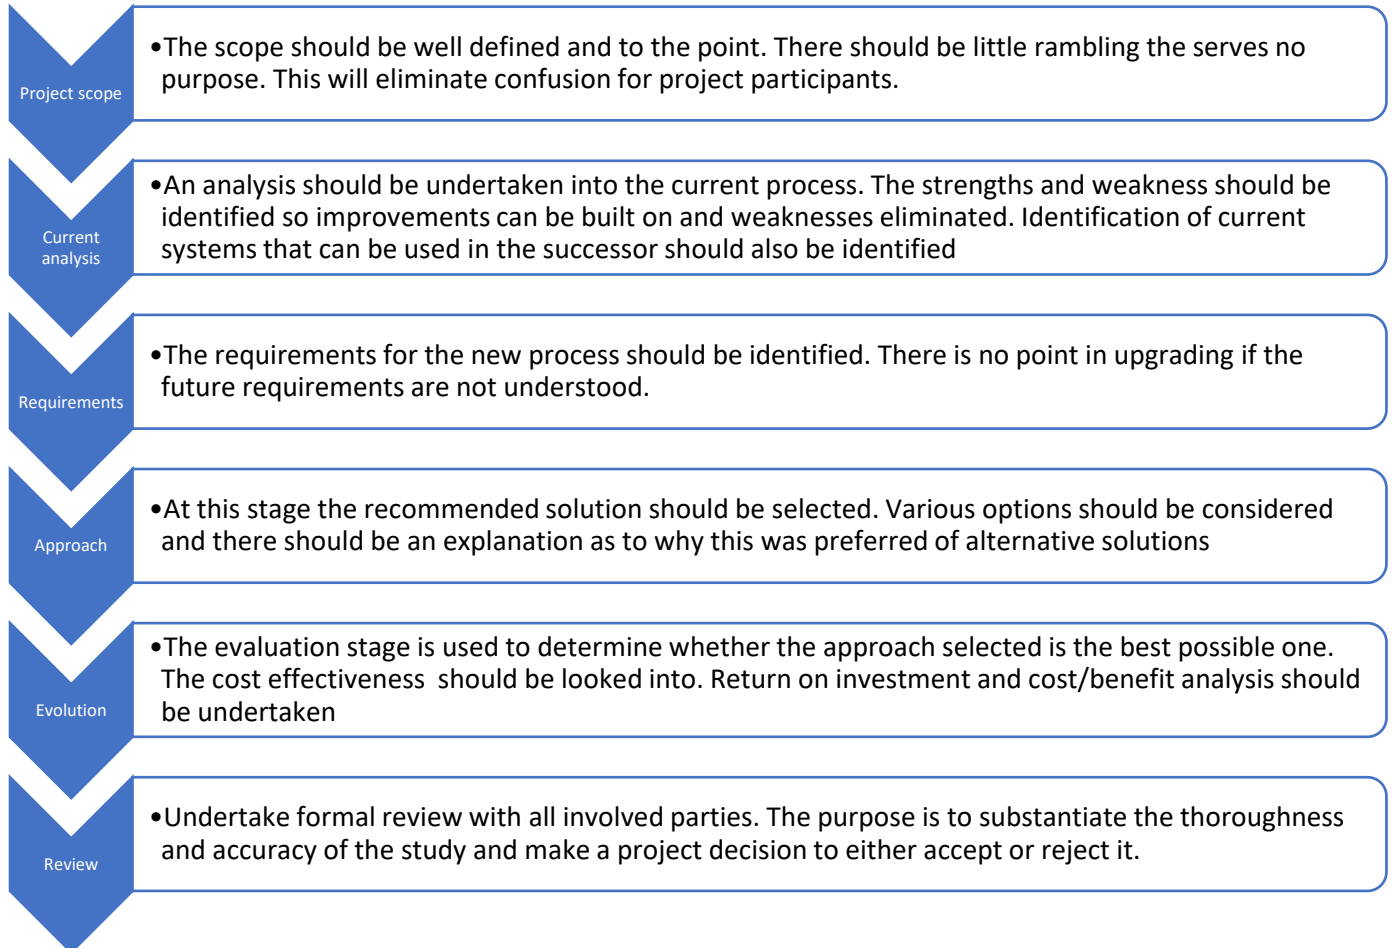 Project scope
•The scope should be well defined and to the point. There should be little rambling the serves no
purpose. This will eliminate confusion for project participants.
Current
analysis
•An analysis should be undertaken into the current process. The strengths and weakness should be
identified so improvements can be built on and weaknesses eliminated. Identification of current
systems that can be used in the successor should also be identified
Requirements
•The requirements for the new process should be identified. There is no point in upgrading if the
future requirements are not understood.
Approach
•At this stage the recommended solution should be selected. Various options should be considered
and there should be an explanation as to why this was preferred of alternative solutions
Evolution
•The evaluation stage is used to determine whether the approach selected is the best possible one.
The cost effectiveness  should be looked into. Return on investment and cost/benefit analysis should
be undertaken
Review
•Undertake formal review with all involved parties. The purpose is to substantiate the thoroughness
and accuracy of the study and make a project decision to either accept or reject it.